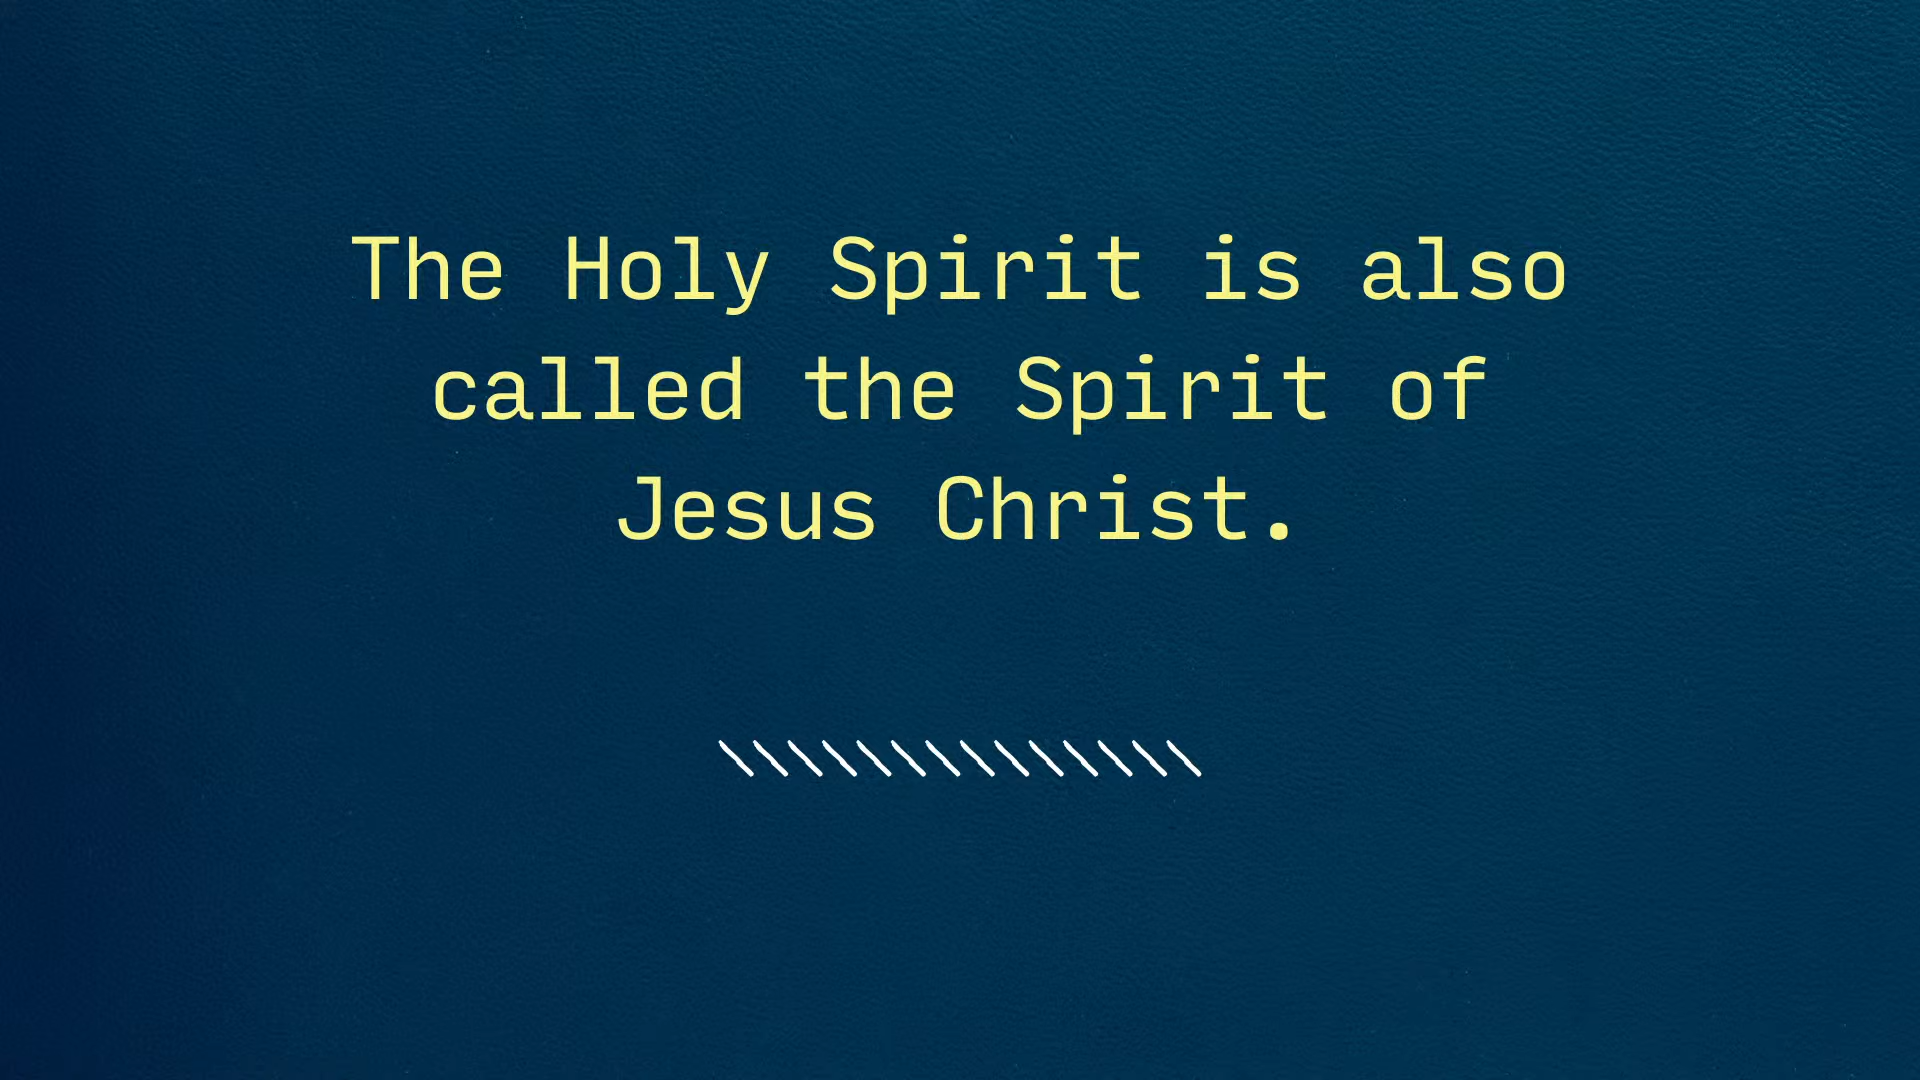 The Holy Spirit is also
called the Spirit of
Jesus Christ.